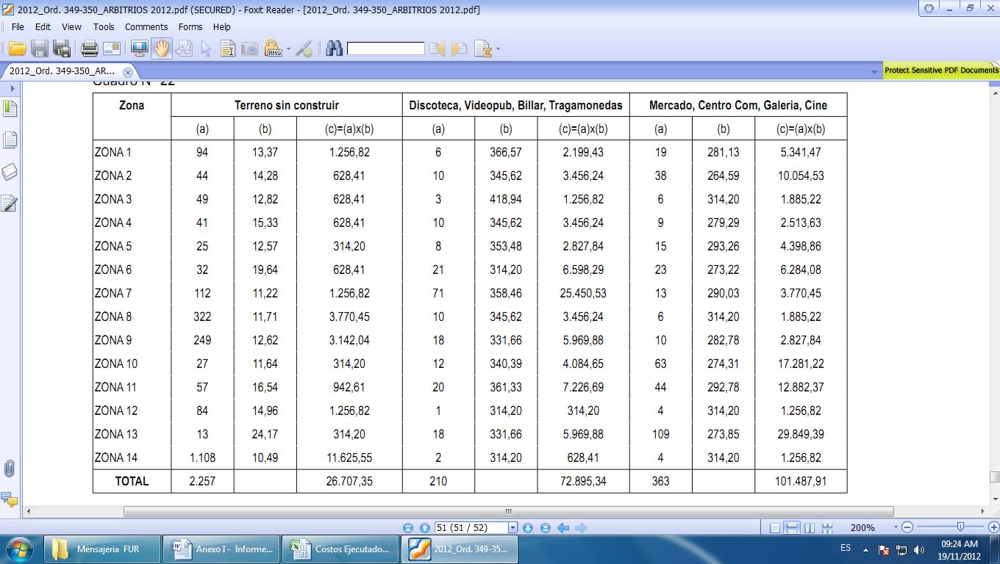 2012_Ord. 349-350_ARBITRIOS 2012.pdf (SECURED) - Foxit Reader - [2012_Ord. 349-350_ARBITRIOS 2012.pdf]
File Edit View Tools Comments Forms Help
RMS
2012_Ord. 349-350_AR... Protect Sensitive PDF Documents
Cuadro N° 22
Zona Terreno sin construir Discoteca, Videopub, Billar, Tragamonedas Mercado, Centro Com, Galeria, Cine
(a) (b) (c)=(a)x(b) (a) (b) (c)=(a)x(b) (a) (b) (c)=(a)x(b)
ZONA 1 94 13,37 1.256,82 6 366,57 2.199,43 19 281,13 5.341,47
ZONA 2 44 14,28 628,41 10 345,62 3.456,24 38 264,59 10.054,53
ZONA 3 49 12,82 628,41 3 418,94 1.256,82 6 314,20 1.885,22
ZONA 4 41 15,33 628,41 10 345,62 3.456,24 9 279,29 2.513,63
ZONA 5 25 12,57 314,20 8 353,48 2.827,84 15 293,26 4.398,86
ZONA 6 32 19,64 628,41 21 314,20 6.598,29 23 273,22 6.284,08
ZONA 7 112 11,22 1.256,82 71 358,46 25.450,53 13 290,03 3.770,45
ZONA 8 322 11,71 3.770,45 10 345,62 3.456,24 6 314,20 1.885,22
ZONA 9 249 12,62 3.142,04 18 331,66 5.969,88 10 282,78 2.827,84
ZONA 10 27 11,64 314,20 12 340,39 4.084,65 63 274,31 17.281,22
ZONA 11 57 16,54 942,61 20 361,33 7.226,69 44 292,78 12.882,37
ZONA 12 84 14,96 1.256,82 1 314,20 314,20 4 314,20 1.256,82
ZONA 13 13 24,17 314,20 18 331,66 5.969,88 109 273,85 29.849,39
ZONA 14 1.108 10,49 11.625,55 2 314,20 628,41 4 314,20 1.256,82
TOTAL 2.257 26.707,35 210 72.895,34 363 101.487,91
51 (51 / 52) 200%
Mensajeria FUR Anexo I - Informe... Costos Ejecutado... 2012_Ord. 349-35... ES 09:24 AM
19/11/2012